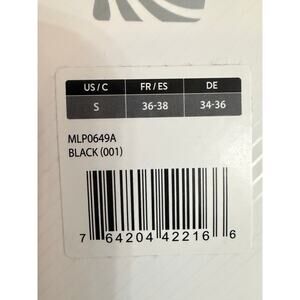 US / C FR / ES DE
S 36-38 34-36
MLP0649A
BLACK (001)
7 64204 42216 6